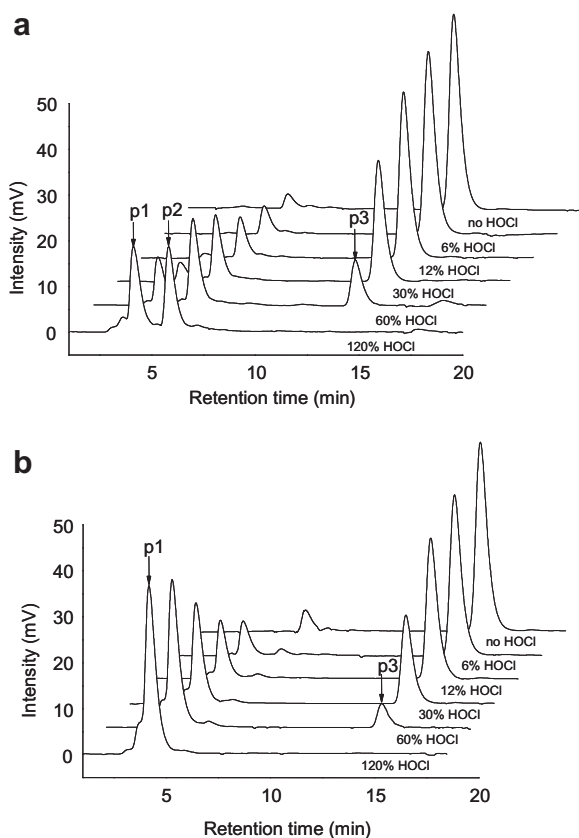 a
50
40
30
20
10
0
Intensity (mV)
p1
p2
p3
no HOCl
6% HOCl
12% HOCl
30% HOCl
60% HOCl
120% HOCl
5
10
15
20
Retention time (min)
b
50
40
30
20
10
0
Intensity (mV)
p1
p3
no HOCl
6% HOCl
12% HOCl
30% HOCl
60% HOCl
120% HOCl
5
10
15
20
Retention time (min)